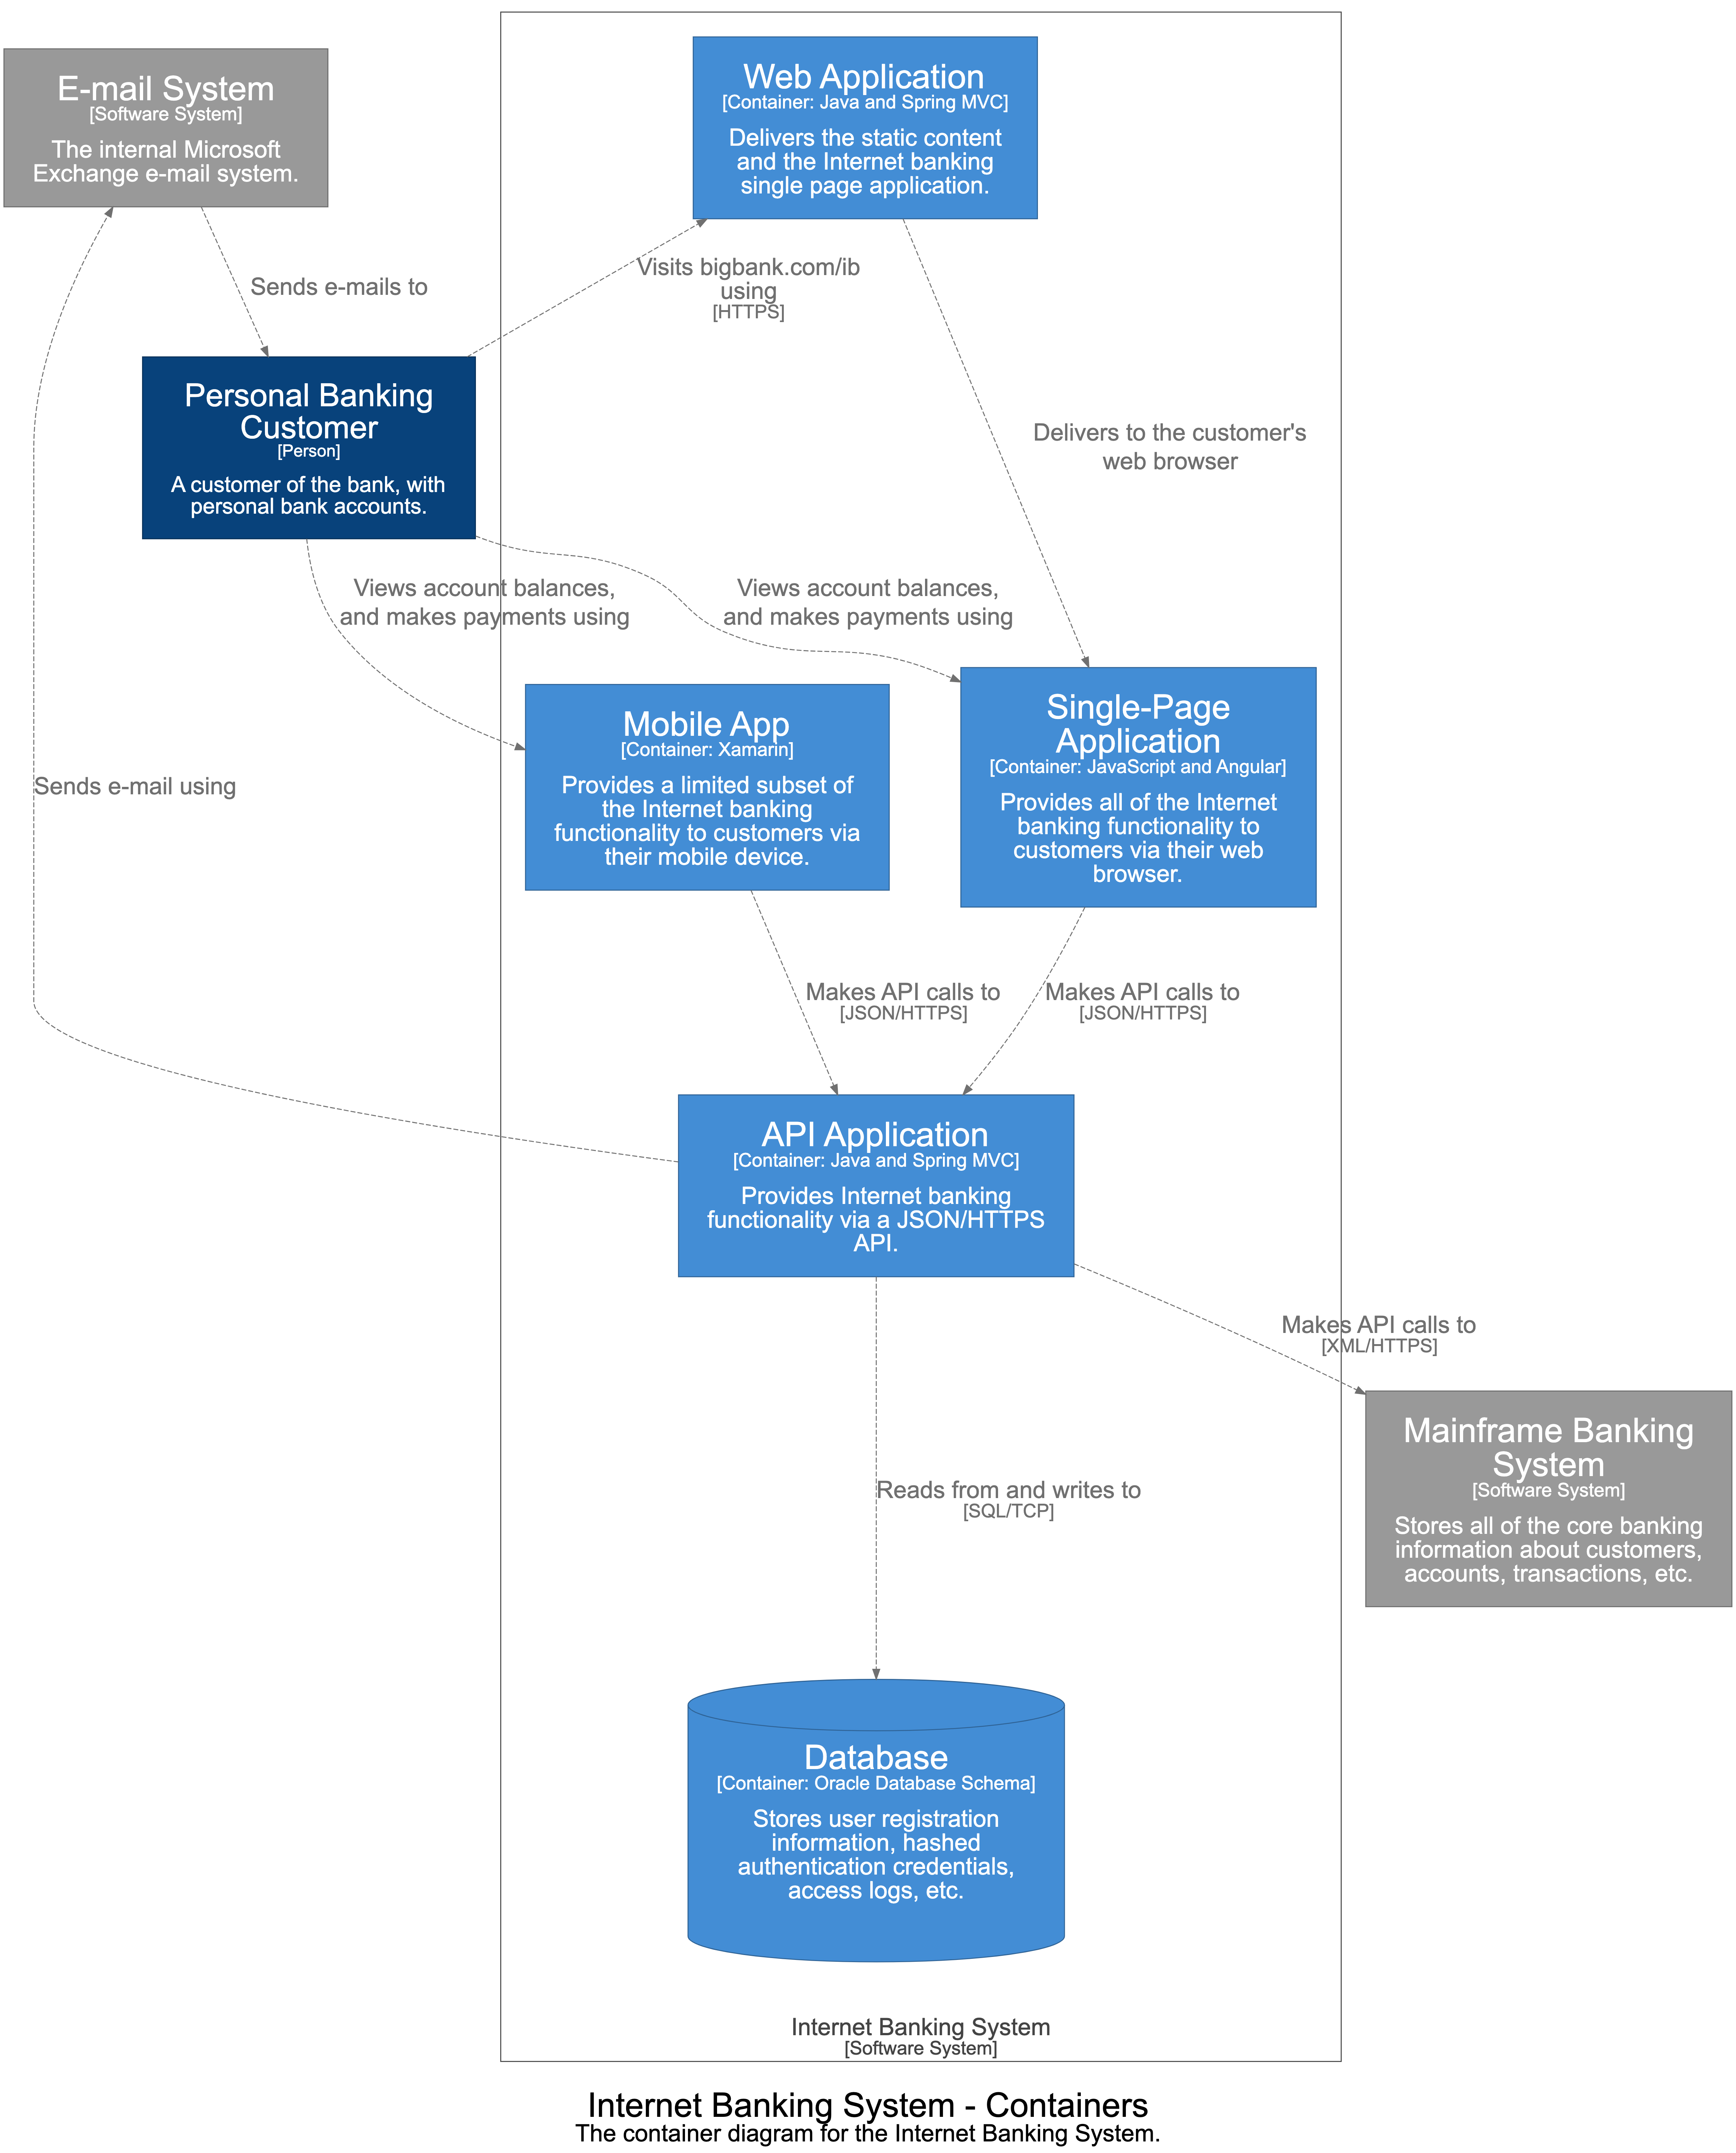 E-mail System
[Software System]
The internal Microsoft
Exchange e-mail system.
Web Application
[Container: Java and Spring MVC]
Delivers the static content
and the Internet banking
single page application.
Sends e-mails to
Visits bigbank.com/ib
using
[HTTPS]
Personal Banking
Customer
[Person]
A customer of the bank, with
personal bank accounts.
Delivers to the customer's
web browser
Views account balances,
and makes payments using
Views account balances,
and makes payments using
Sends e-mail using
Mobile App
[Container: Xamarin]
Provides a limited subset of
the Internet banking
functionality to customers via
their mobile device.
Single-Page
Application
[Container: JavaScript and Angular]
Provides all of the Internet
banking functionality to
customers via their web
browser.
Makes API calls to
[JSON/HTTPS]
Makes API calls to
[JSON/HTTPS]
API Application
[Container: Java and Spring MVC]
Provides Internet banking
functionality via a JSON/HTTPS
API.
Makes API calls to
[XML/HTTPS]
Mainframe Banking
System
[Software System]
Stores all of the core banking
information about customers,
accounts, transactions, etc.
Reads from and writes to
[SQL/TCP]
Database
[Container: Oracle Database Schema]
Stores user registration
information, hashed
authentication credentials,
access logs, etc.
Internet Banking System
[Software System]
Internet Banking System - Containers
The container diagram for the Internet Banking System.